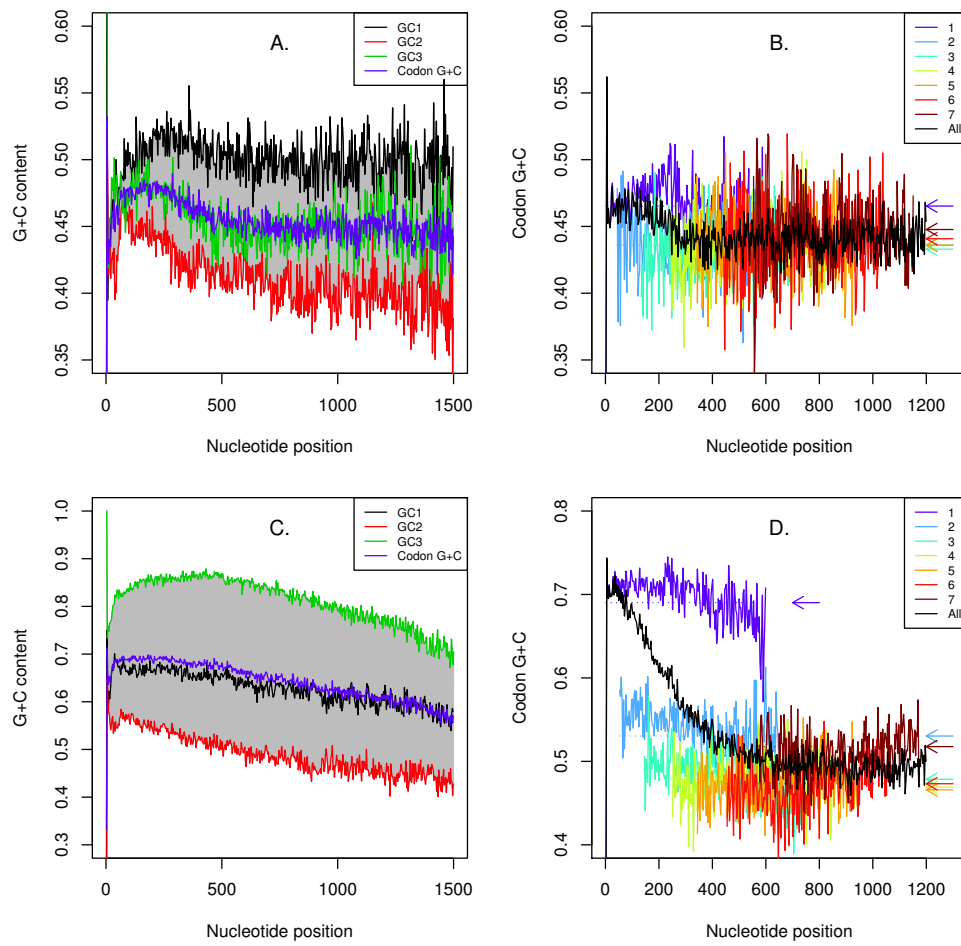 A.
GC1
GC2
GC3
Codon G+C
G+C content
0.35
0.40
0.45
0.50
0.55
0.60
0
500
1000
1500
Nucleotide position
B.
1
2
3
4
5
6
7
All
Codon G+C
0.35
0.40
0.45
0.50
0.55
0.60
0
200
400
600
800
1000
1200
Nucleotide position
C.
GC1
GC2
GC3
Codon G+C
G+C content
0.3
0.4
0.5
0.6
0.7
0.8
0.9
1.0
0
500
1000
1500
Nucleotide position
D.
1
2
3
4
5
6
7
All
Codon G+C
0.4
0.5
0.6
0.7
0.8
0
200
400
600
800
1000
1200
Nucleotide position